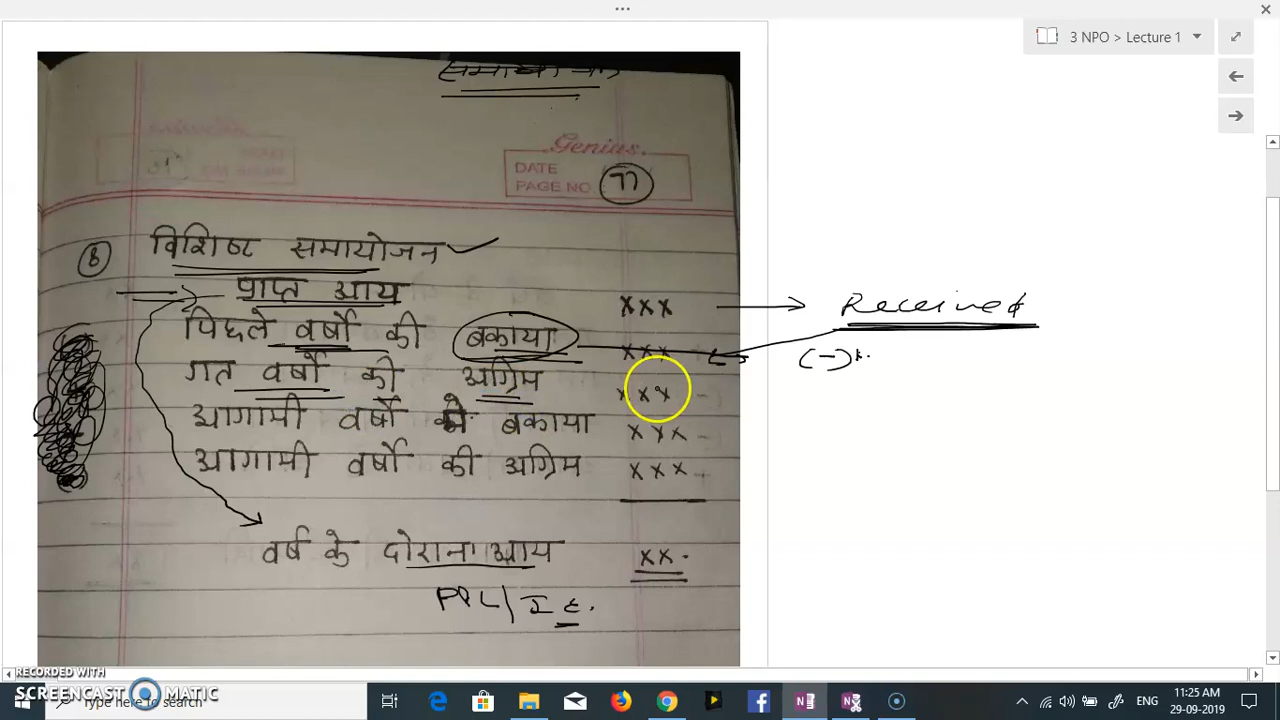 3 NPO > Lecture 1
Genius.
DATE
PAGE NO. 77
8 विशिष्ट समायोजन
प्राप्त आय xxx Received
पिछले वर्षों की बकाया xxx (-)
गत वर्षों की अग्रिम xxx
आगामी वर्षों की बकाया xxx
आगामी वर्षों की अग्रिम xxx
वर्ष के दोरान आय xx
P&L/ I E.
RECORDED WITH
SCREENCAST MATIC
Type here to search
ENG
11:25 AM
29-09-2019